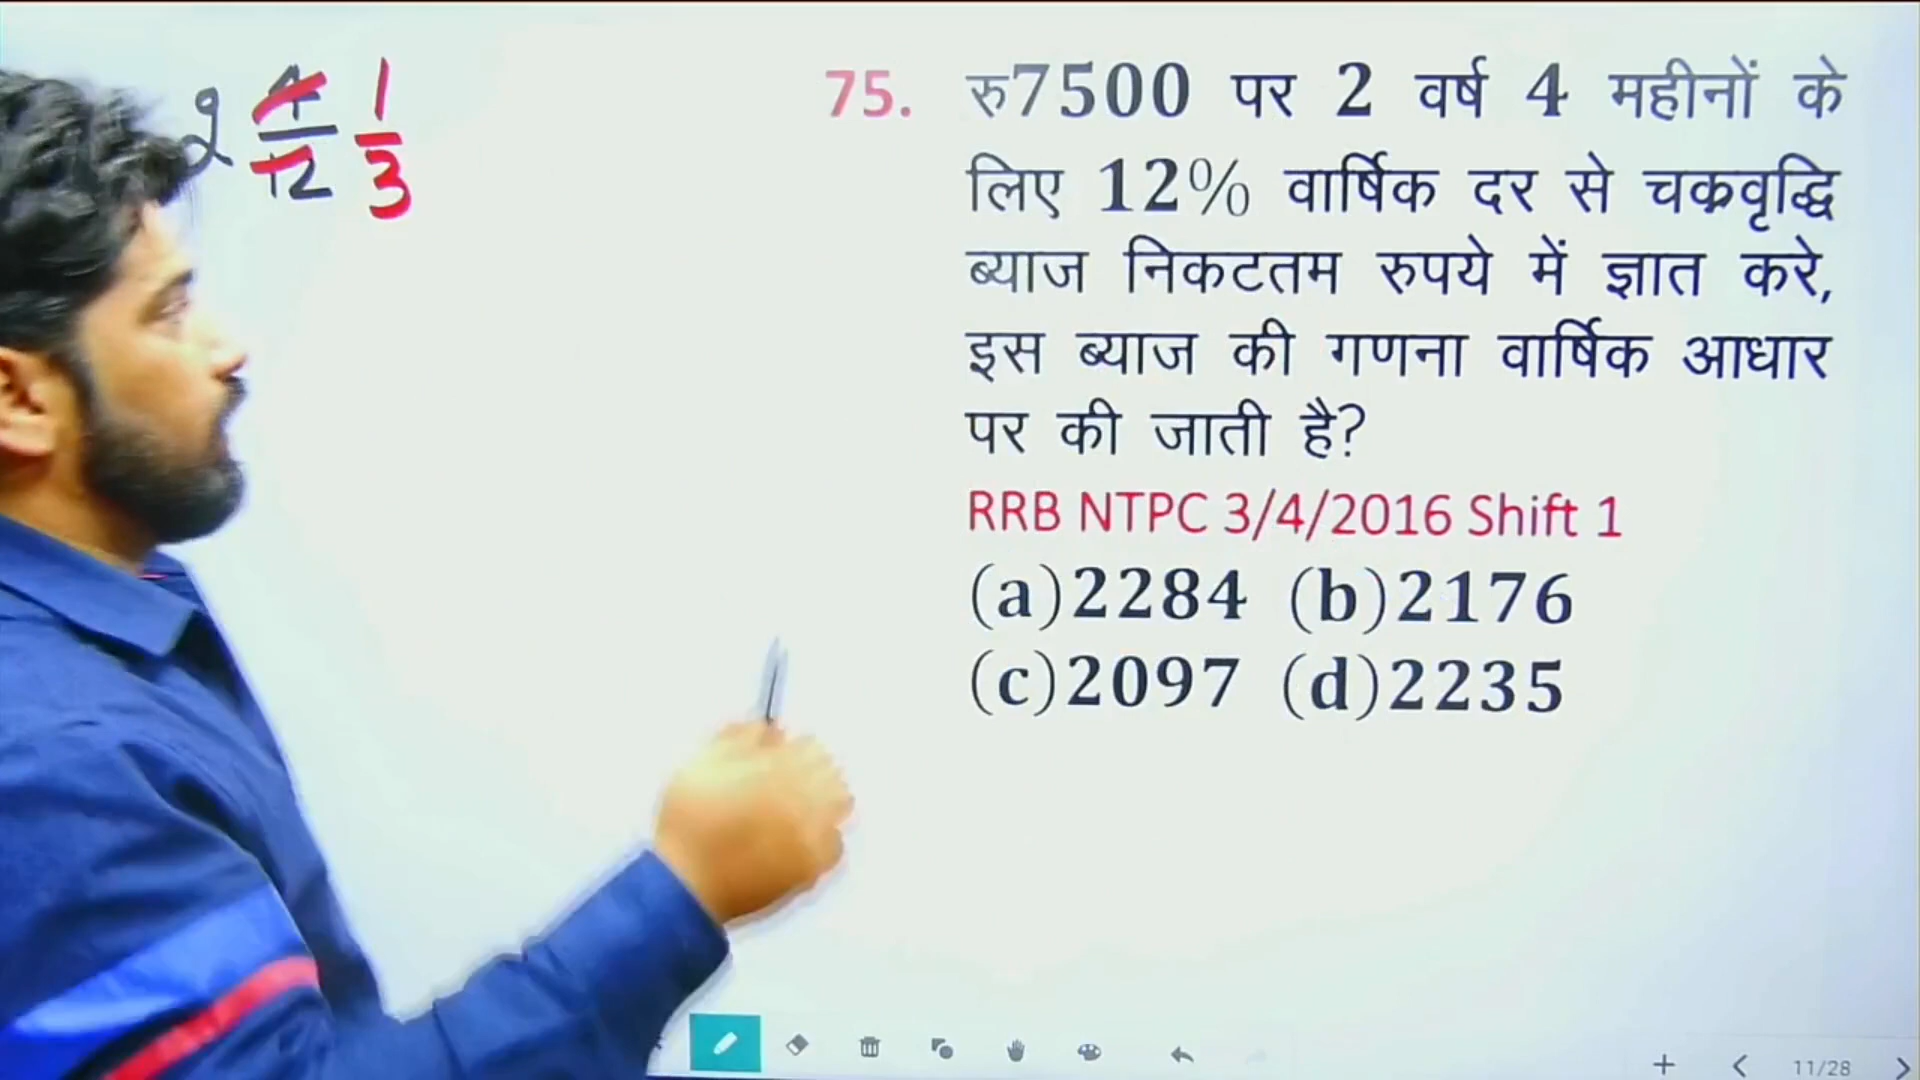 2 4/12 1/3
75. रु7500 पर 2 वर्ष 4 महीनों के
लिए 12% वार्षिक दर से चक्रवृद्धि
ब्याज निकटतम रुपये में ज्ञात करे,
इस ब्याज की गणना वार्षिक आधार
पर की जाती है?
RRB NTPC 3/4/2016 Shift 1
(a)2284 (b)2176
(c)2097 (d)2235
11/28